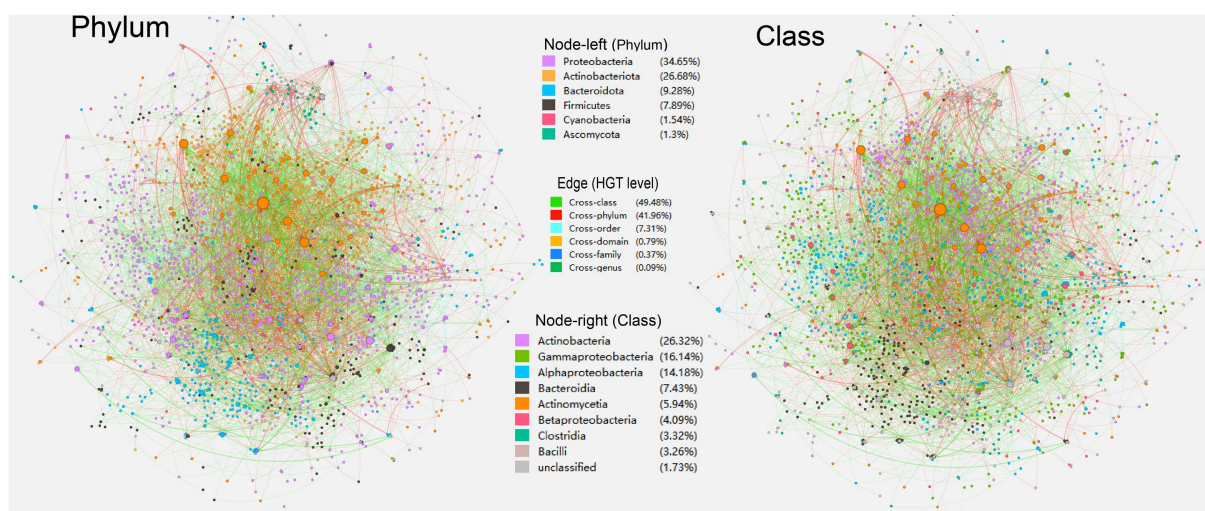 Phylum
Class
Node-left (Phylum)
Proteobacteria (34.65%)
Actinobacteriota (26.68%)
Bacteroidota (9.28%)
Firmicutes (7.89%)
Cyanobacteria (1.54%)
Ascomycota (1.3%)
Edge (HGT level)
Cross-class (49.48%)
Cross-phylum (41.96%)
Cross-order (7.31%)
Cross-domain (0.79%)
Cross-family (0.37%)
Cross-genus (0.09%)
Node-right (Class)
Actinobacteria (26.32%)
Gammaproteobacteria (16.14%)
Alphaproteobacteria (14.18%)
Bacteroidia (7.43%)
Actinomycetia (5.94%)
Betaproteobacteria (4.09%)
Clostridia (3.32%)
Bacilli (3.26%)
unclassified (1.73%)